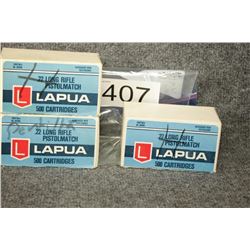 407
.22 LONG RIFLE
PISTOLMATCH
L LAPUA
500 CARTRIDGES
.22 LONG RIFLE
PISTOLMATCH
L LAPUA
500 CARTRIDGES
.22 LONG RIFLE
PISTOLMATCH
L LAPUA
500 CARTRIDGES